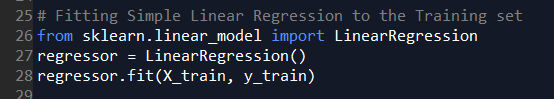 25 # Fitting Simple Linear Regression to the Training set
26 from sklearn.linear_model import LinearRegression
27 regressor = LinearRegression()
28 regressor.fit(X_train, y_train)